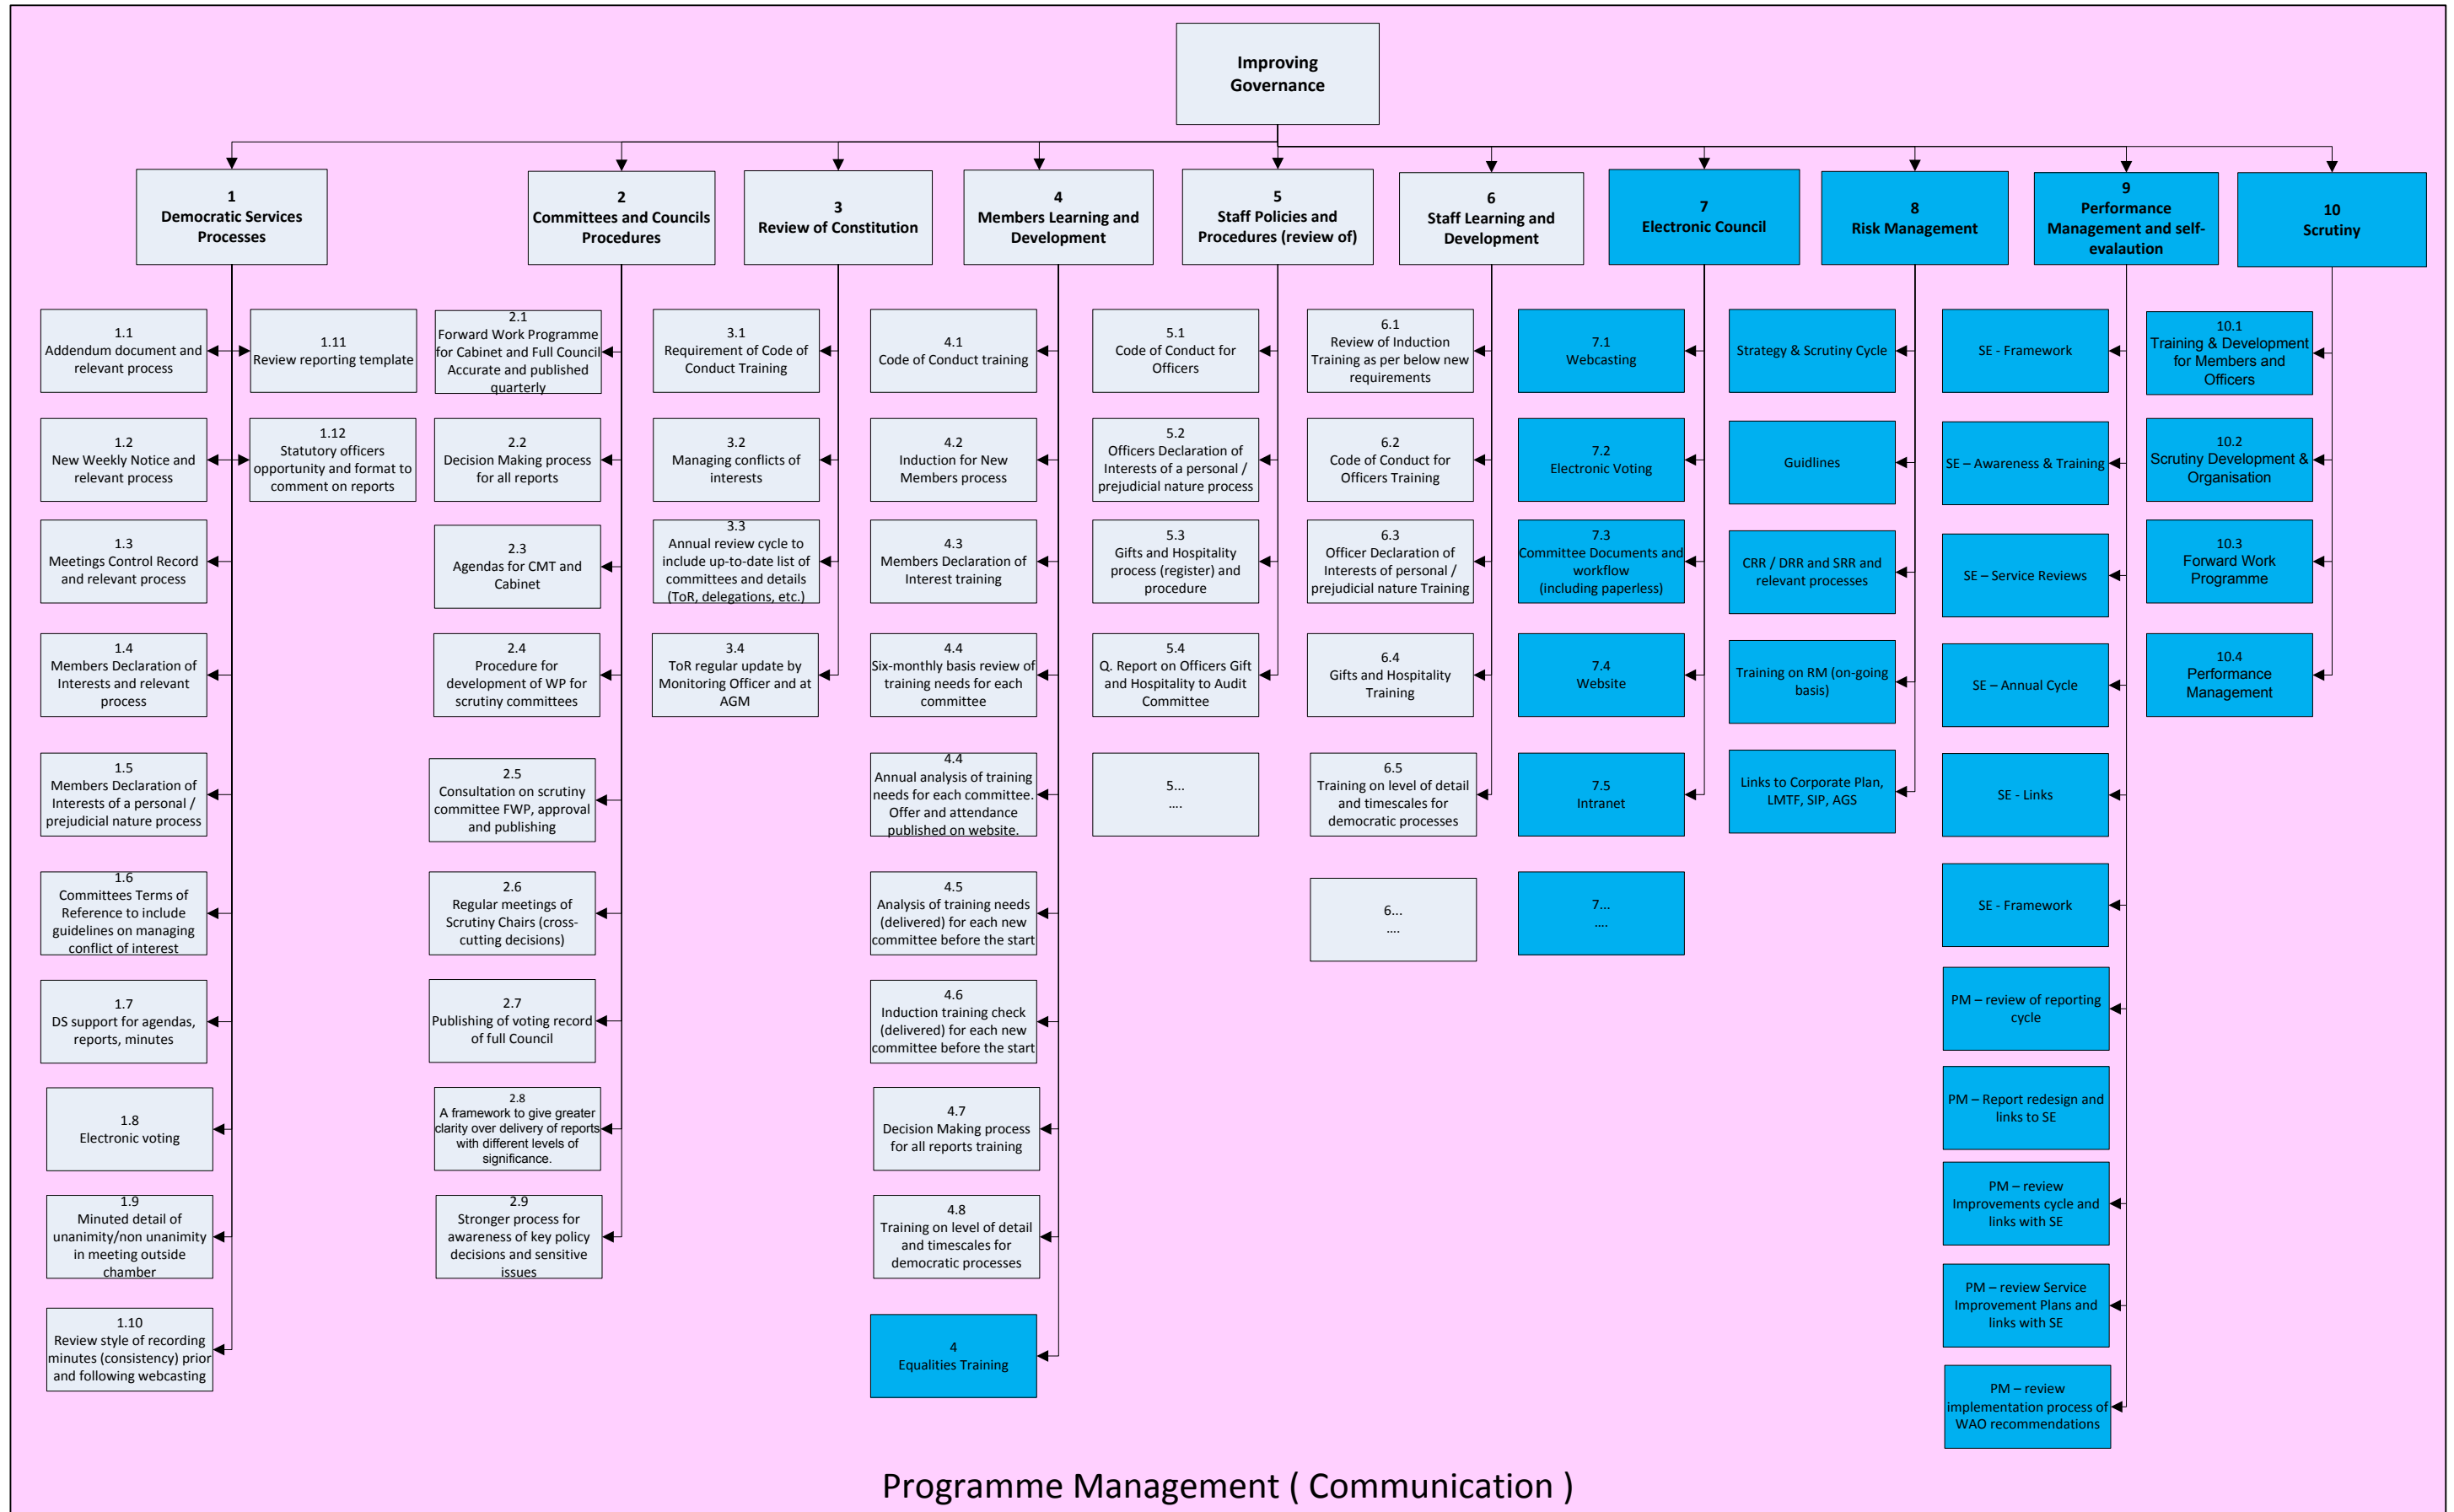 Improving
Governance
1
Democratic Services
Processes
2
Committees and Councils
Procedures
3
Review of Constitution
4
Members Learning and
Development
5
Staff Policies and
Procedures (review of)
6
Staff Learning and
Development
7
Electronic Council
8
Risk Management
9
Performance
Management and self-
evalaution
10
Scrutiny
1.1
Addendum document and
relevant process
1.2
New Weekly Notice and
relevant process
1.3
Meetings Control Record
and relevant process
1.4
Members Declaration of
Interests and relevant
process
1.5
Members Declaration of
Interests of a personal /
prejudicial nature process
1.6
Committees Terms of
Reference to include
guidelines on managing
conflict of interest
1.7
DS support for agendas,
reports, minutes
1.8
Electronic voting
1.9
Minuted detail of
unanimity/non unanimity
in meeting outside
chamber
1.10
Review style of recording
minutes (consistency) prior
and following webcasting
1.11
Review reporting template
1.12
Statutory officers
opportunity and format to
comment on reports
2.1
Forward Work Programme
for Cabinet and Full Council
Accurate and published
quarterly
2.2
Decision Making process
for all reports
2.3
Agendas for CMT and
Cabinet
2.4
Procedure for
development of WP for
scrutiny committees
2.5
Consultation on scrutiny
committee FWP, approval
and publishing
2.6
Regular meetings of
Scrutiny Chairs (cross-
cutting decisions)
2.7
Publishing of voting record
of full Council
2.8
A framework to give greater
clarity over delivery of reports
with different levels of
significance.
2.9
Stronger process for
awareness of key policy
decisions and sensitive
issues
3.1
Requirement of Code of
Conduct Training
3.2
Managing conflicts of
interests
3.3
Annual review cycle to
include up-to-date list of
committees and details
(ToR, delegations, etc.)
3.4
ToR regular update by
Monitoring Officer and at
AGM
4.1
Code of Conduct training
4.2
Induction for New
Members process
4.3
Members Declaration of
Interest training
4.4
Six-monthly basis review of
training needs for each
committee
4.4
Annual analysis of training
needs for each committee.
Offer and attendance
published on website.
4.5
Analysis of training needs
(delivered) for each new
committee before the start
4.6
Induction training check
(delivered) for each new
committee before the start
4.7
Decision Making process
for all reports training
4.8
Training on level of detail
and timescales for
democratic processes
4
Equalities Training
5.1
Code of Conduct for
Officers
5.2
Officers Declaration of
Interests of a personal /
prejudicial nature process
5.3
Gifts and Hospitality
process (register) and
procedure
5.4
Q. Report on Officers Gift
and Hospitality to Audit
Committee
5...
....
6.1
Review of Induction
Training as per below new
requirements
6.2
Code of Conduct for
Officers Training
6.3
Officer Declaration of
Interests of personal /
prejudicial nature Training
6.4
Gifts and Hospitality
Training
6.5
Training on level of detail
and timescales for
democratic processes
6...
....
7.1
Webcasting
7.2
Electronic Voting
7.3
Committee Documents and
workflow
(including paperless)
7.4
Website
7.5
Intranet
7...
....
Strategy & Scrutiny Cycle
Guidlines
CRR / DRR and SRR and
relevant processes
Training on RM (on-going
basis)
Links to Corporate Plan,
LMTF, SIP, AGS
SE - Framework
SE – Awareness & Training
SE – Service Reviews
SE – Annual Cycle
SE - Links
SE - Framework
PM – review of reporting
cycle
PM – Report redesign and
links to SE
PM – review
Improvements cycle and
links with SE
PM – review Service
Improvement Plans and
links with SE
PM – review
implementation process of
WAO recommendations
10.1
Training & Development
for Members and
Officers
10.2
Scrutiny Development &
Organisation
10.3
Forward Work
Programme
10.4
Performance
Management
Programme Management ( Communication )